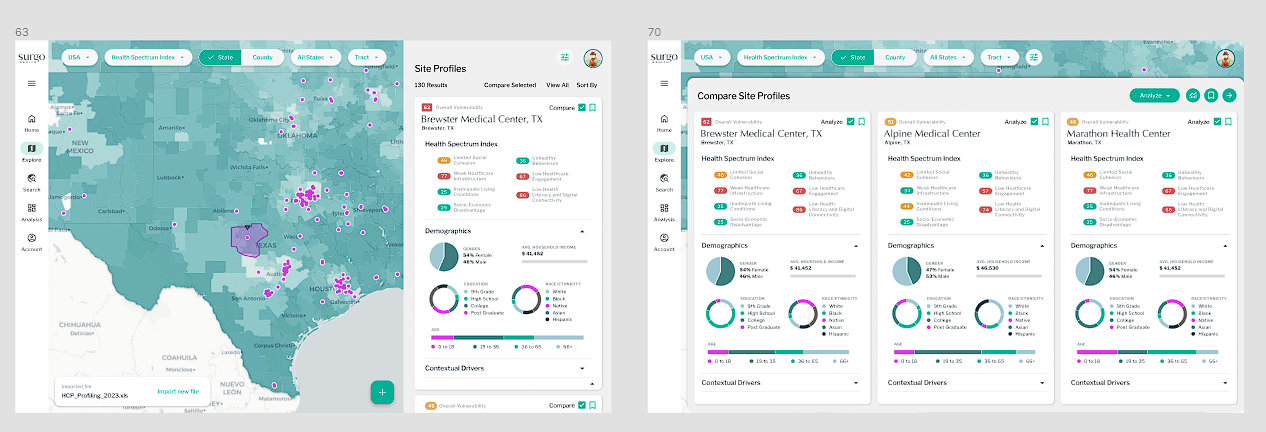 63
surgo
HEALTH
USA
Health Spectrum Index
State
County
All States
Tract
Home
Explore
Search
Analysis
Account
Amarillo
Oklahoma City
OKLAHOMA
NEW
MEXICO
Wichita Falls
Lubbock
Carlsbad
Abilene
Tyler
Shreveport
Odessa
Waco
TEXAS
Austin
HOUSTON
San Antonio
Galveston
Victoria
CHIHUAHUA
Delicias
Corpus Christi
Laredo
COAHUILA
Monclova
NUEVO
LEÓN
Matamoros
Imported file
HCP_Profiling_2023.xls
Import new file
+
Site Profiles
130 Results
Compare Selected
View All
Sort By
62
Overall Vulnerability
Compare
Brewster Medical Center, TX
Brewster, TX
Health Spectrum Index
46
Limited Social
Cohesion
36
Unhealthy
Behaviours
77
Weak Healthcare
Infrastructure
67
Low Healthcare
Engagement
25
Inadequate Living
Conditions
Low Health
Literacy and Digital
Connectivity
25
Socio-Economic
Disadvantage
Demographics
GENDER
54% Female
46% Male
AVG. HOUSEHOLD INCOME
$ 41,452
EDUCATION
9th Grade
High School
College
Post Graduate
RACE/ETHNICITY
White
Black
Native
Asian
Hispanic
AGE
0 to 18
19 to 35
36 to 65
66+
Contextual Drivers
Overall Vulnerability
Compare
70
surgo
HEALTH
USA
Health Spectrum Index
State
County
All States
Tract
Home
Explore
Search
Analysis
Account
Compare Site Profiles
Analyze
62
Overall Vulnerability
Analyze
Brewster Medical Center, TX
Brewster, TX
Health Spectrum Index
46
Limited Social
Cohesion
36
Unhealthy
Behaviours
77
Weak Healthcare
Infrastructure
67
Low Healthcare
Engagement
25
Inadequate Living
Conditions
Low Health
Literacy and Digital
Connectivity
25
Socio-Economic
Disadvantage
Demographics
GENDER
54% Female
46% Male
AVG. HOUSEHOLD INCOME
$ 41,452
EDUCATION
9th Grade
High School
College
Post Graduate
RACE/ETHNICITY
White
Black
Native
Asian
Hispanic
AGE
0 to 18
19 to 35
36 to 65
66+
Contextual Drivers
51
Overall Vulnerability
Analyze
Alpine Medical Center
Alpine, TX
Health Spectrum Index
42
Limited Social
Cohesion
36
Unhealthy
Behaviours
Weak Healthcare
Infrastructure
57
Low Healthcare
Engagement
44
Inadequate Living
Conditions
74
Low Health
Literacy and Digital
Connectivity
25
Socio-Economic
Disadvantage
Demographics
GENDER
47% Female
53% Male
AVG. HOUSEHOLD INCOME
$ 46,530
EDUCATION
9th Grade
High School
College
Post Graduate
RACE/ETHNICITY
White
Black
Native
Asian
Hispanic
AGE
0 to 18
19 to 35
36 to 65
66+
Contextual Drivers
46
Overall Vulnerability
Analyze
Marathon Health Center
Marathon, TX
Health Spectrum Index
46
Limited Social
Cohesion
36
Unhealthy
Behaviours
77
Weak Healthcare
Infrastructure
67
Low Healthcare
Engagement
25
Inadequate Living
Conditions
Low Health
Literacy and Digital
Connectivity
25
Socio-Economic
Disadvantage
Demographics
GENDER
54% Female
46% Male
AVG. HOUSEHOLD INCOME
$ 41,452
EDUCATION
9th Grade
High School
College
Post Graduate
RACE/ETHNICITY
White
Black
Native
Asian
Hispanic
AGE
0 to 18
19 to 35
36 to 65
66+
Contextual Drivers